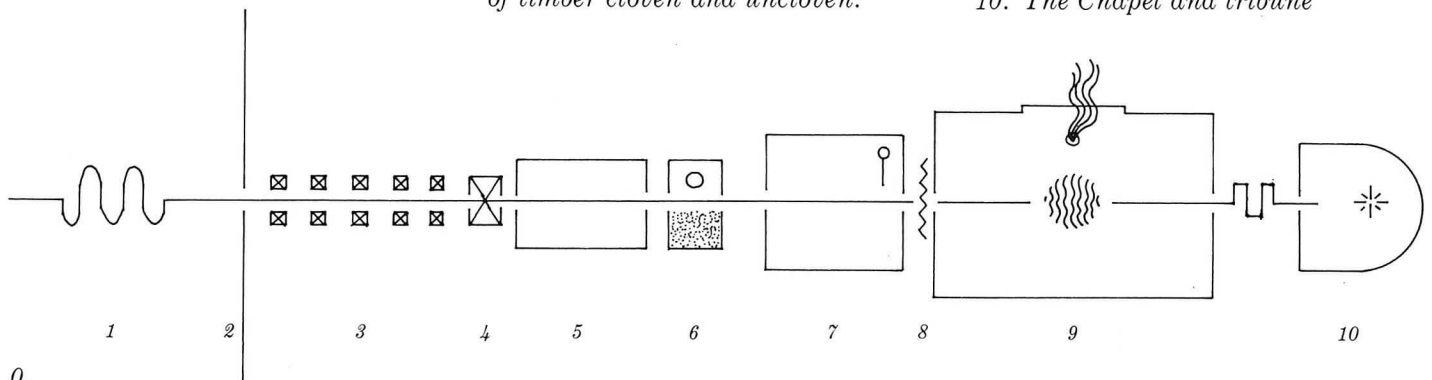 of timber cloven and uncloven.
10. The Chapel and tribune
1 2 3 4 5 6 7 8 9 10
0.